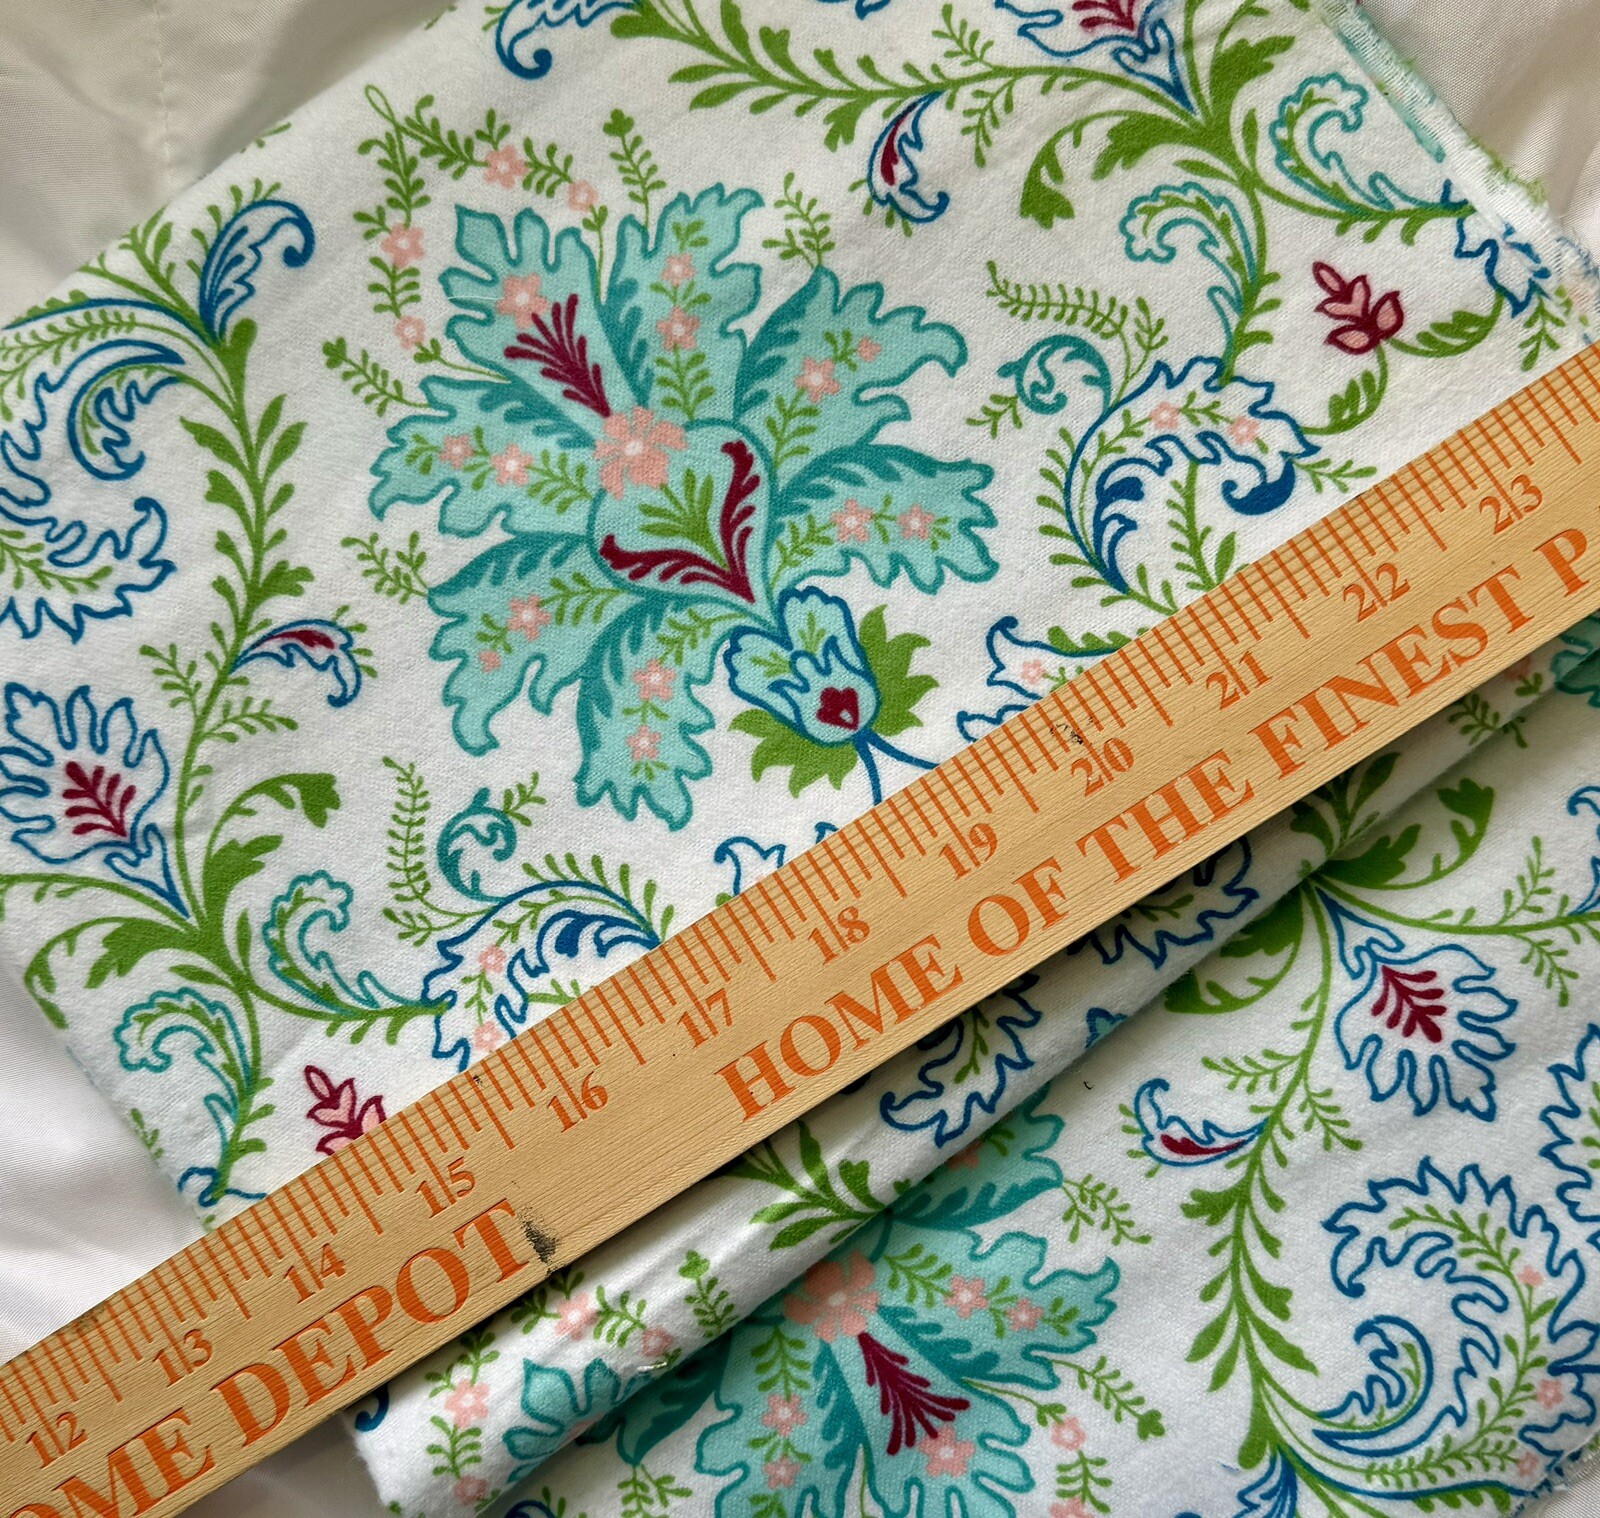 12 13 14 15 16 17 18 19 20 21 22 23
OME DEPOT HOME OF THE FINEST P